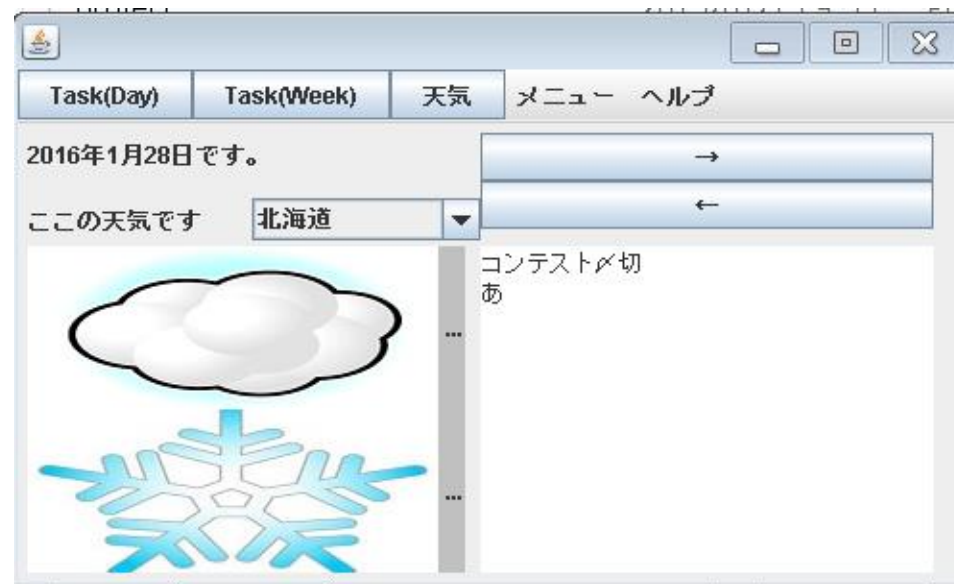 Task(Day) Task(Week) 天気 メニュー ヘルプ
2016年1月28日です。
→
←
ここの天気です 北海道
コンテスト〆切
あ
...
...